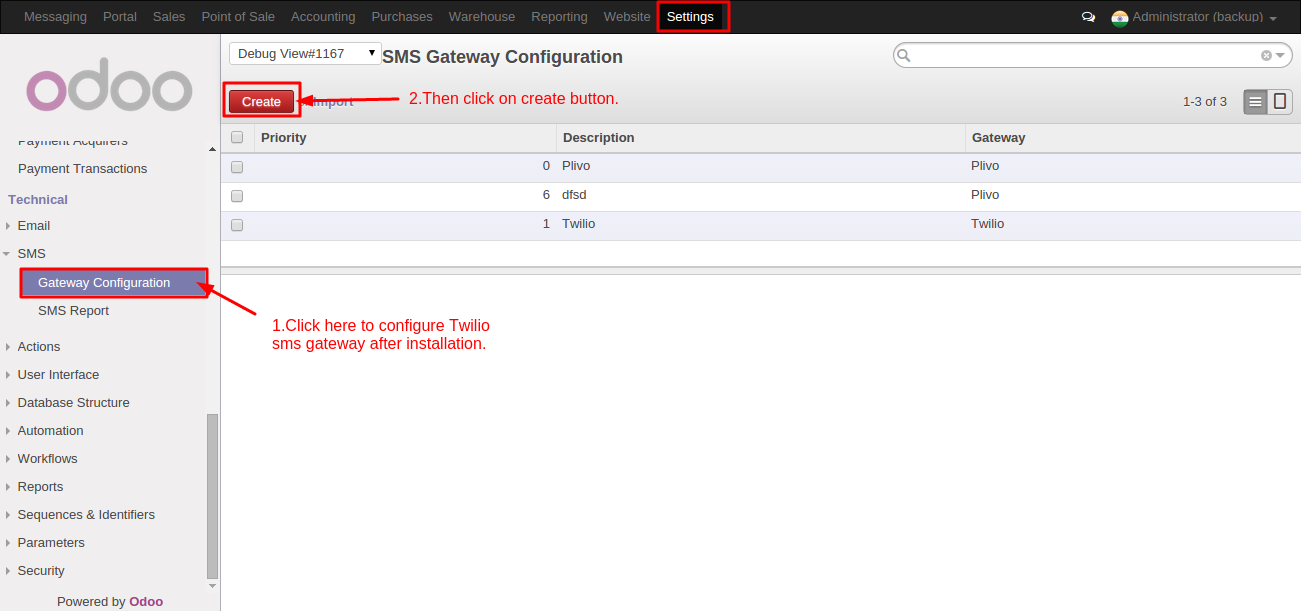 Messaging Portal Sales Point of Sale Accounting Purchases Warehouse Reporting Website Settings Administrator (backup)
odoo
Debug View#1167 SMS Gateway Configuration
Create Import 2.Then click on create button. 1-3 of 3
Priority Description Gateway
0 Plivo Plivo
6 dfsd Plivo
1 Twilio Twilio
Payment Acquirers
Payment Transactions
Technical
Email
SMS
Gateway Configuration
SMS Report
1.Click here to configure Twilio
sms gateway after installation.
Actions
User Interface
Database Structure
Automation
Workflows
Reports
Sequences & Identifiers
Parameters
Security
Powered by Odoo